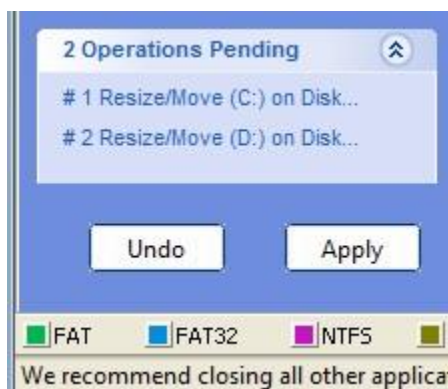 2 Operations Pending
# 1 Resize/Move (C:) on Disk...
# 2 Resize/Move (D:) on Disk...
Undo Apply
FAT FAT32 NTFS
We recommend closing all other applica